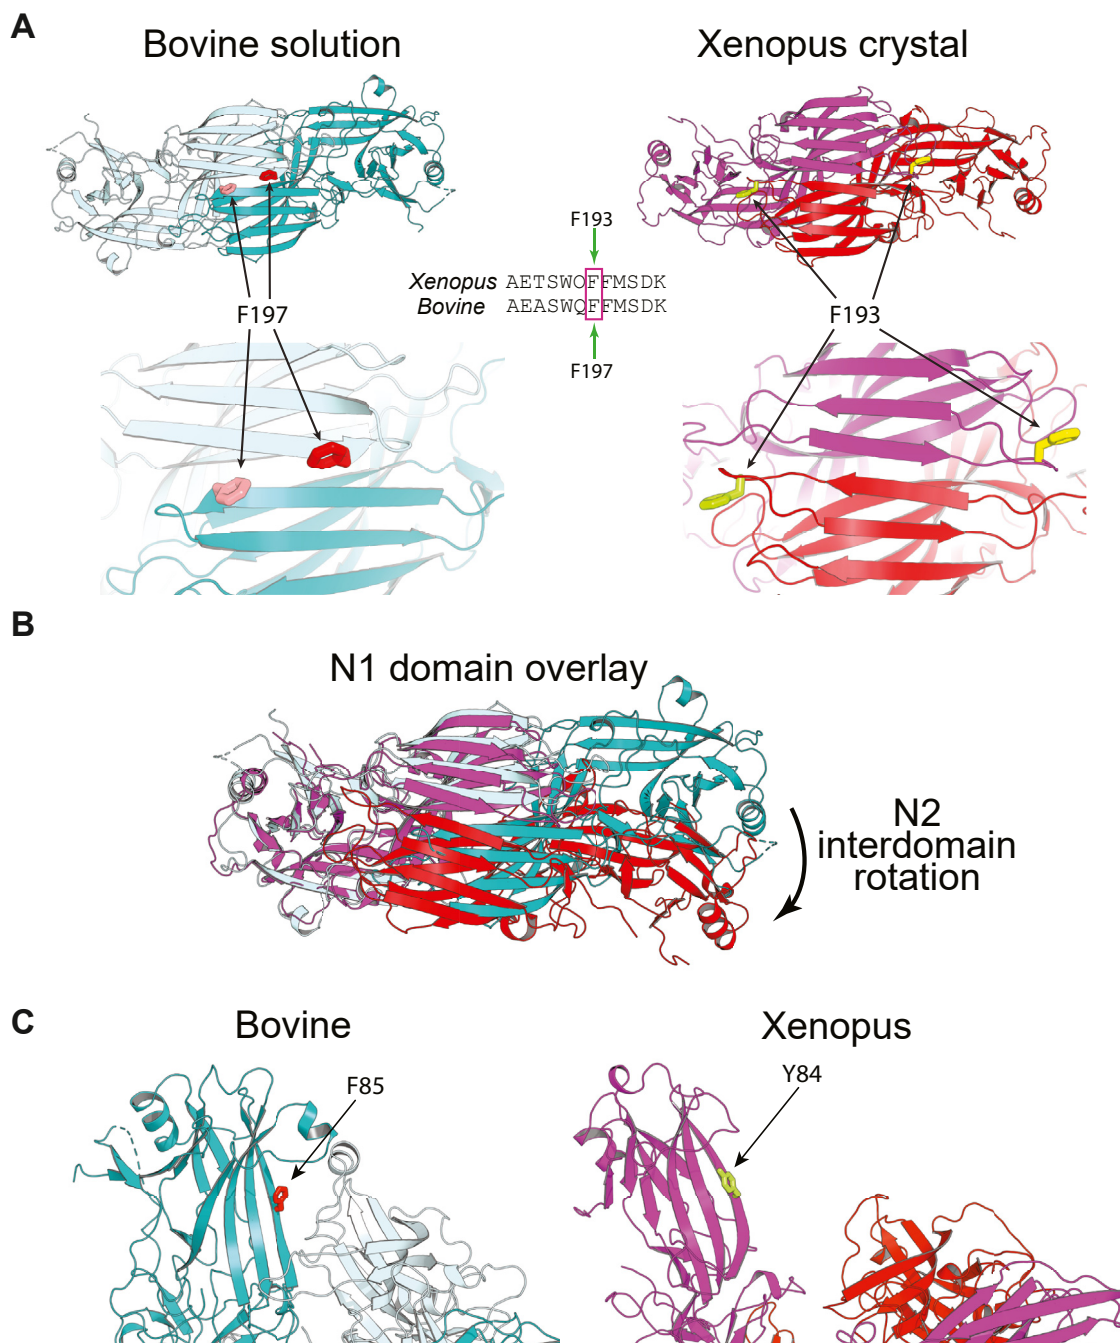 A
Bovine solution
Xenopus crystal
F193
Xenopus AETSWQFFMSDK
Bovine AEASWQFFMSDK
F197
F197
F193
B
N1 domain overlay
N2
interdomain
rotation
C
Bovine
Xenopus
F85
Y84